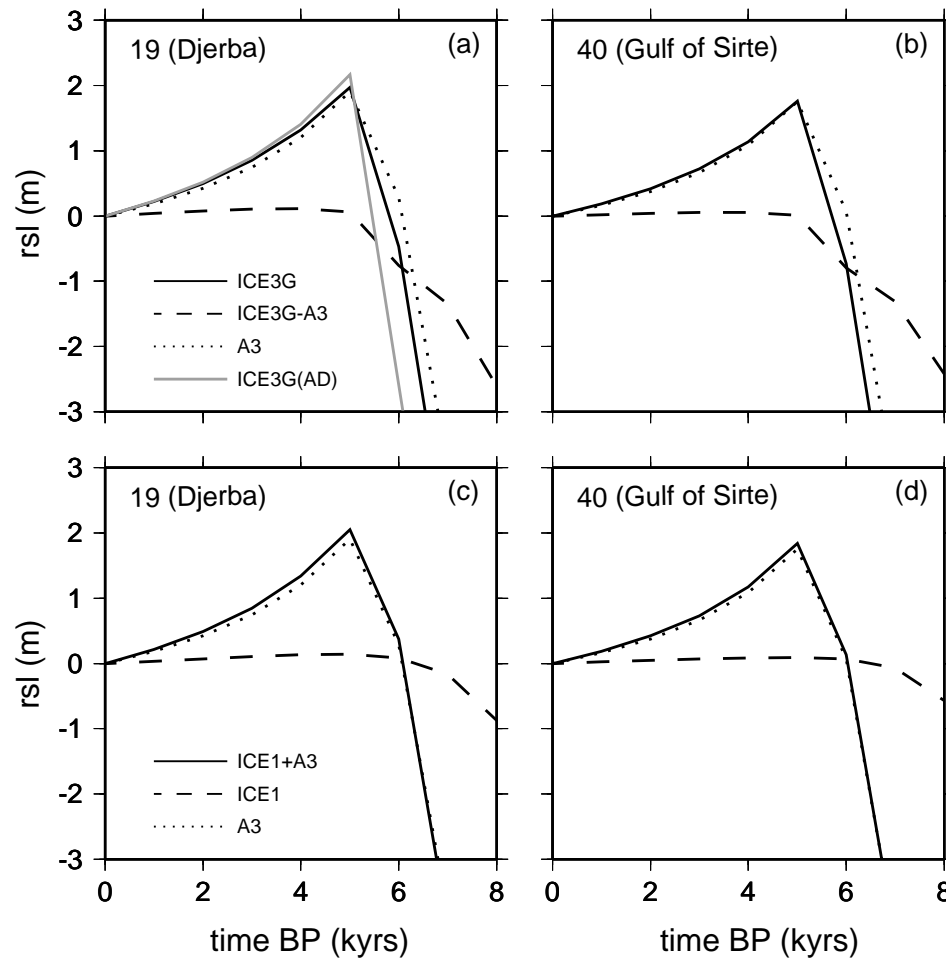 19 (Djerba)
(a)
3
2
1
0
-1
-2
-3
rsl (m)
ICE3G
ICE3G-A3
A3
ICE3G(AD)
40 (Gulf of Sirte)
(b)
19 (Djerba)
(c)
3
2
1
0
-1
-2
-3
rsl (m)
ICE1+A3
ICE1
A3
0 2 4 6 8
time BP (kyrs)
40 (Gulf of Sirte)
(d)
0 2 4 6 8
time BP (kyrs)